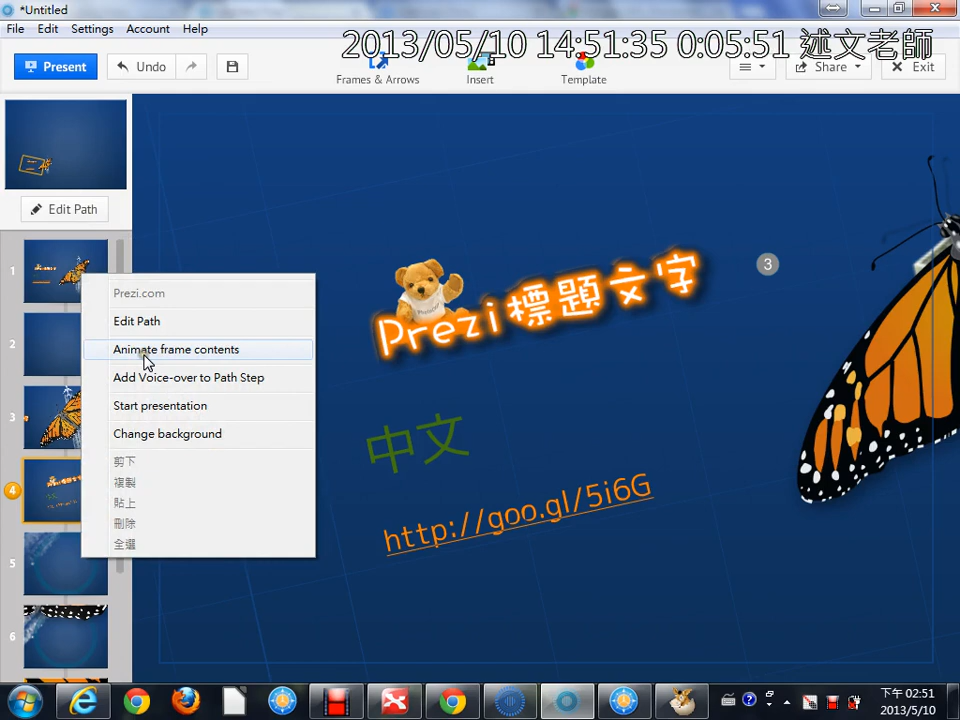 *Untitled
File Edit Settings Account Help
2013/05/10 14:51:35 0:05:51 述文老師
Present Undo Frames & Arrows Insert Template Share Exit
Edit Path
1
2
3
4
5
6
Prezi.com
Edit Path
Animate frame contents
Add Voice-over to Path Step
Start presentation
Change background
剪下
複製
貼上
刪除
全選
3
Prezi標題文字
中文
http://goo.gl/5i6G
下午 02:51
2013/5/10